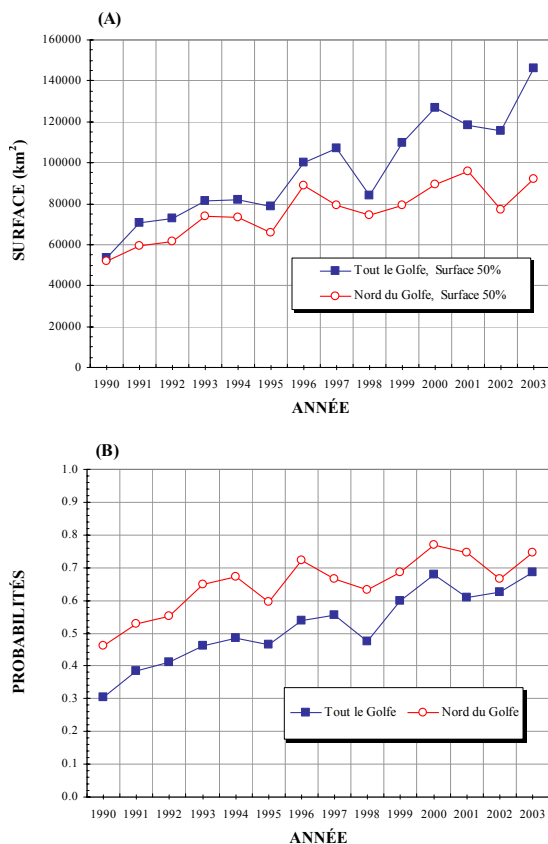 (A)
SURFACE (km²)
160000
140000
120000
100000
80000
60000
40000
20000
0
Tout le Golfe, Surface 50%
Nord du Golfe, Surface 50%
1990 1991 1992 1993 1994 1995 1996 1997 1998 1999 2000 2001 2002 2003
ANNÉE
(B)
PROBABILITÉS
1.0
0.9
0.8
0.7
0.6
0.5
0.4
0.3
0.2
0.1
0.0
Tout le Golfe Nord du Golfe
1990 1991 1992 1993 1994 1995 1996 1997 1998 1999 2000 2001 2002 2003
ANNÉE